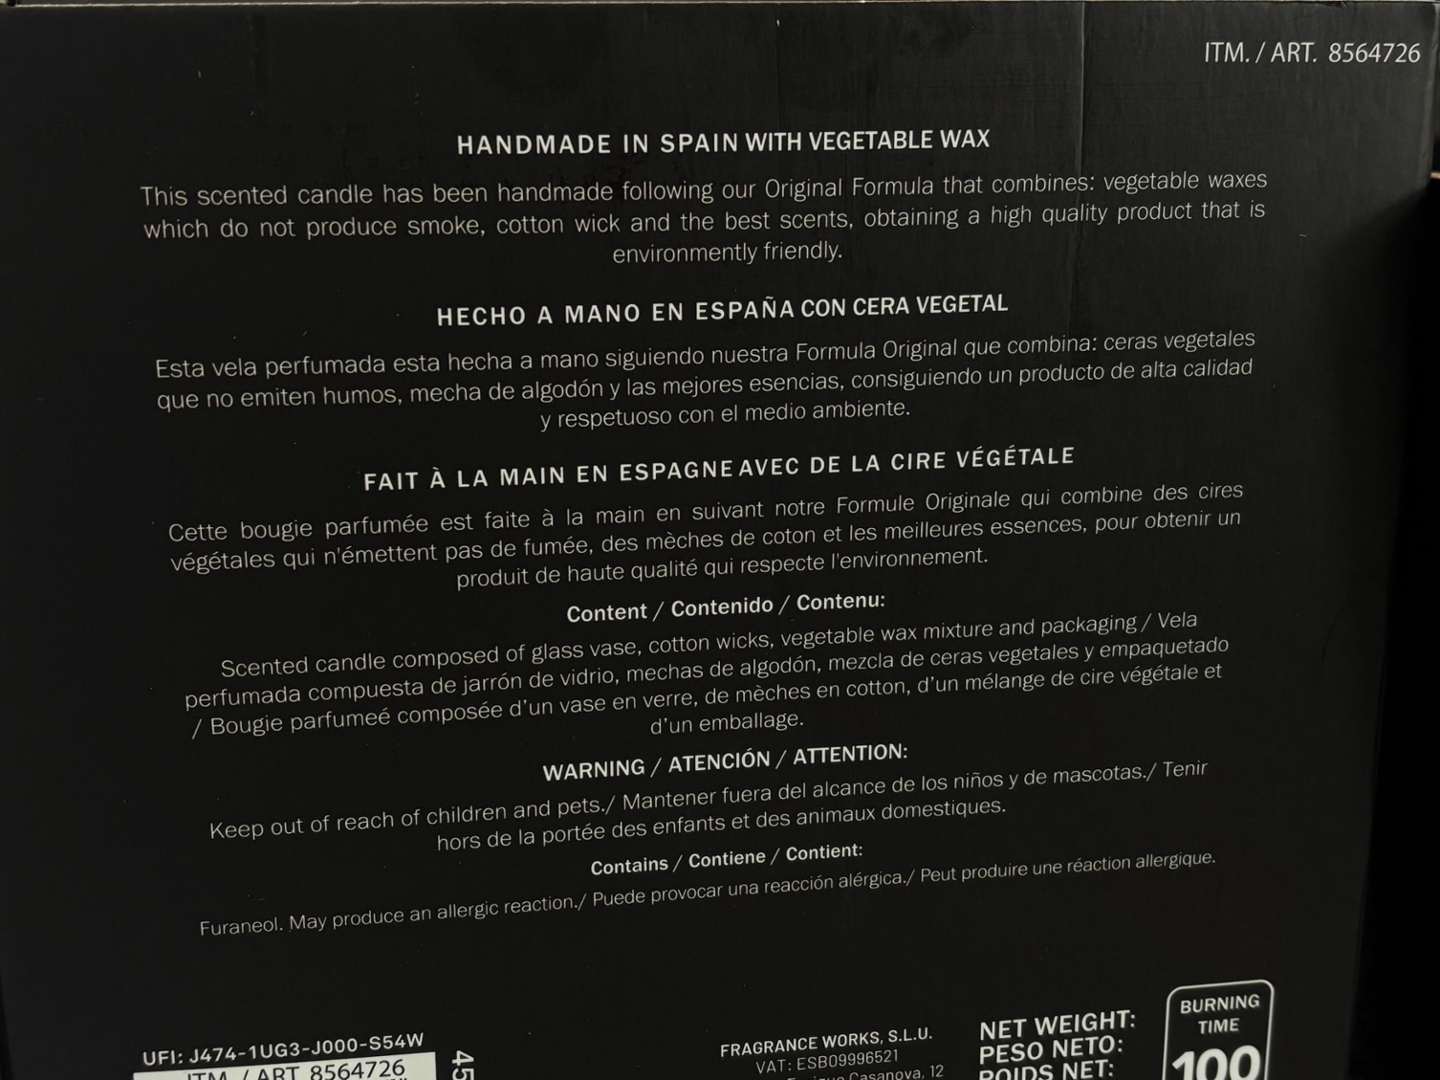 ITM. / ART. 8564726
HANDMADE IN SPAIN WITH VEGETABLE WAX
This scented candle has been handmade following our Original Formula that combines: vegetable waxes
which do not produce smoke, cotton wick and the best scents, obtaining a high quality product that is
environmently friendly.
HECHO A MANO EN ESPAÑA CON CERA VEGETAL
Esta vela perfumada esta hecha a mano siguiendo nuestra Formula Original que combina: ceras vegetales
que no emiten humos, mecha de algodón y las mejores esencias, consiguiendo un producto de alta calidad
y respetuoso con el medio ambiente.
FAIT À LA MAIN EN ESPAGNE AVEC DE LA CIRE VÉGÉTALE
Cette bougie parfumée est faite à la main en suivant notre Formule Originale qui combine des cires
végétales qui n'émettent pas de fumée, des mèches de coton et les meilleures essences, pour obtenir un
produit de haute qualité qui respecte l'environnement.
Content / Contenido / Contenu:
Scented candle composed of glass vase, cotton wicks, vegetable wax mixture and packaging / Vela
perfumada compuesta de jarrón de vidrio, mechas de algodón, mezcla de ceras vegetales y empaquetado
/ Bougie parfumeé composée d'un vase en verre, de mèches en cotton, d'un mélange de cire végétale et
d'un emballage.
WARNING / ATENCIÓN / ATTENTION:
Keep out of reach of children and pets./ Mantener fuera del alcance de los niños y de mascotas./ Tenir
hors de la portée des enfants et des animaux domestiques.
Contains / Contiene / Contient:
Furaneol. May produce an allergic reaction./ Puede provocar una reacción alérgica./ Peut produire une réaction allergique.
UFI: J474-1UG3-J000-S54W
ITM. / ART. 8564726
45
FRAGRANCE WORKS, S.L.U.
VAT: ESB09996521
Casanova, 12
NET WEIGHT:
PESO NETO:
POIDS NET:
BURNING
TIME
100